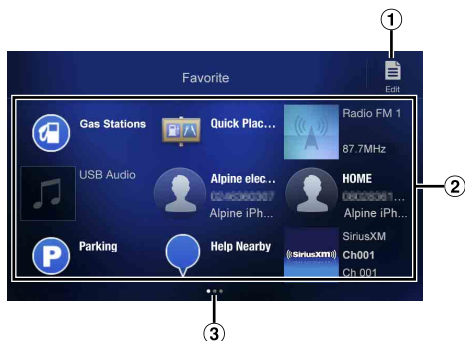 1
Favorite
Edit
Gas Stations
Quick Plac...
Radio FM 1
87.7MHz
USB Audio
Alpine elec...
Alpine iPh...
HOME
Alpine iPh...
2
Parking
P
Help Nearby
SiriusXM
((SiriusXM))
Ch001
Ch 001
3